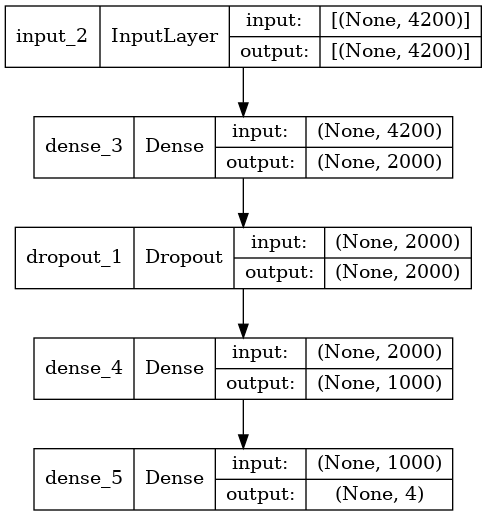 input_2 InputLayer input: [(None, 4200)]
output: [(None, 4200)]
dense_3 Dense input: (None, 4200)
output: (None, 2000)
dropout_1 Dropout input: (None, 2000)
output: (None, 2000)
dense_4 Dense input: (None, 2000)
output: (None, 1000)
dense_5 Dense input: (None, 1000)
output: (None, 4)